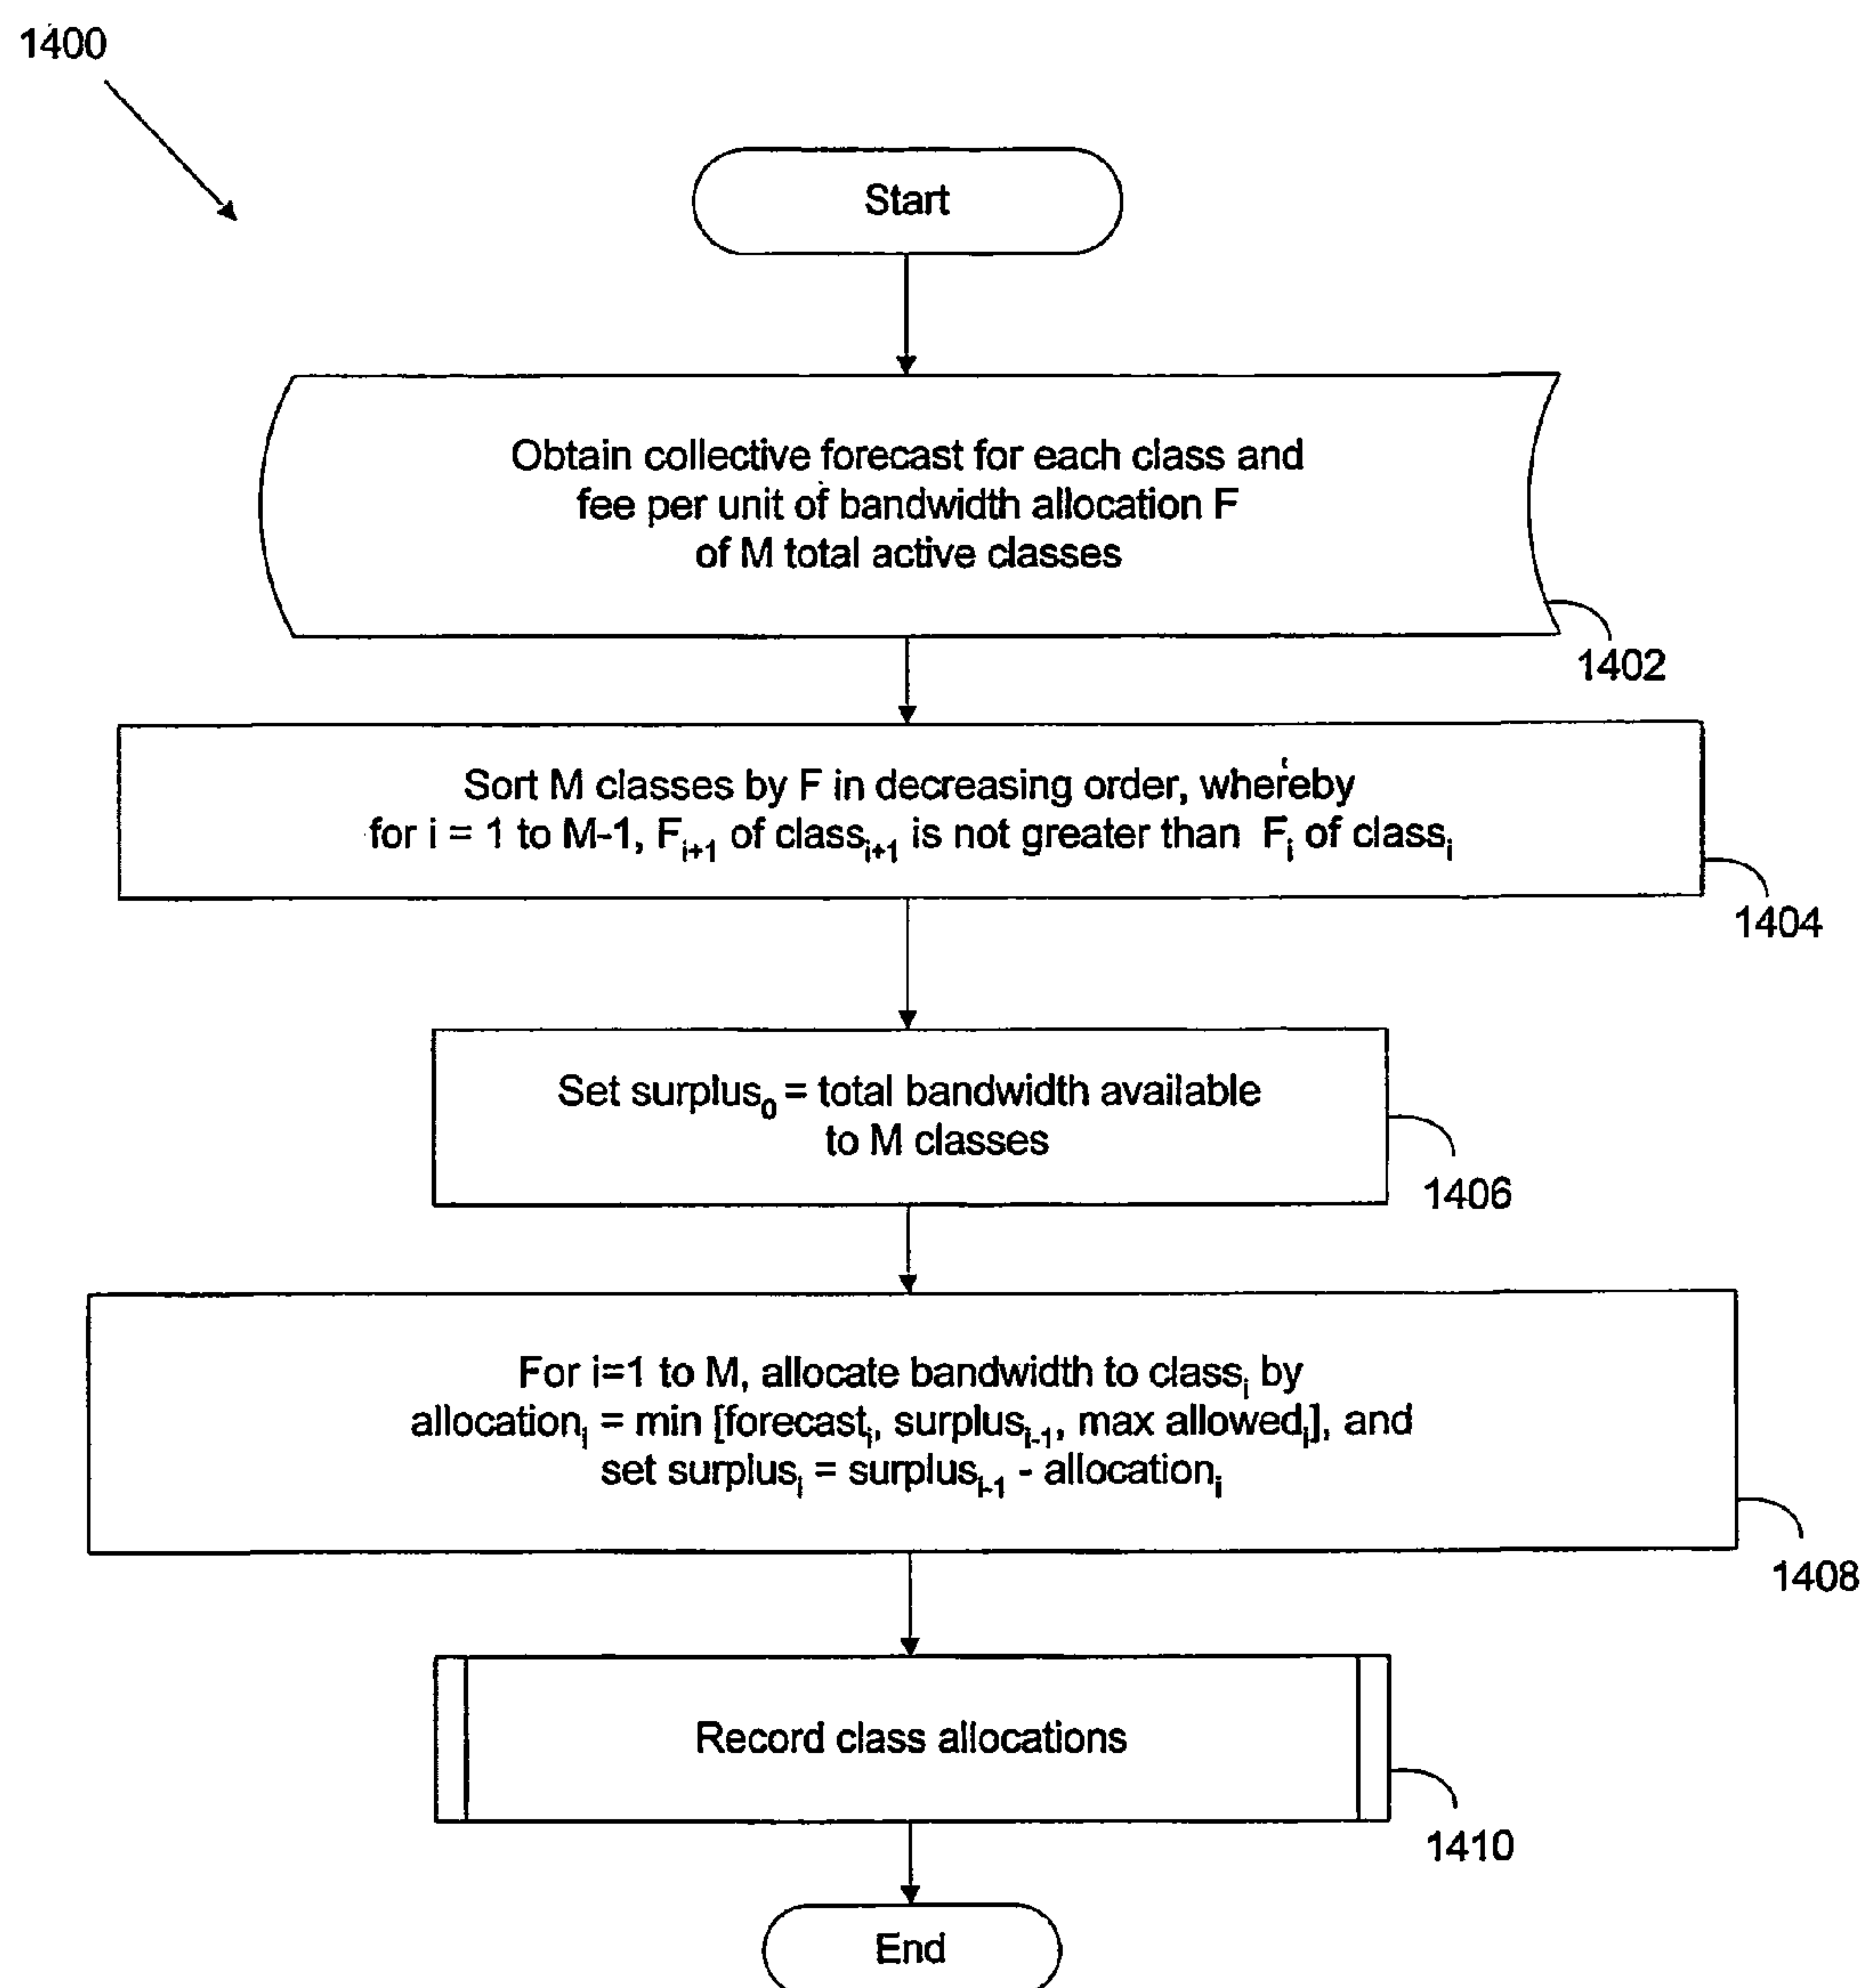 1400
Start
Obtain collective forecast for each class and
fee per unit of bandwidth allocation F
of M total active classes
1402
Sort M classes by F in decreasing order, whereby
for i = 1 to M-1, Fᵢ₊₁ of classᵢ₊₁ is not greater than Fᵢ of classᵢ
1404
Set surplus₀ = total bandwidth available
to M classes
1406
For i=1 to M, allocate bandwidth to classᵢ by
allocationᵢ = min [forecastᵢ, surplusᵢ₋₁, max allowedᵢ], and
set surplusᵢ = surplusᵢ₋₁ - allocationᵢ
1408
Record class allocations
1410
End